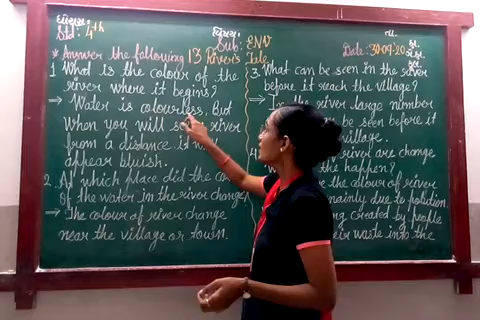 ધોરણ:
Std: 4th
વિષય:
Sub: ENV
તા.
Date: 30-09-20
* Answer the following 13 River's Tale
1 What is the colour of the
river where it begins?
→ Water is colourless. But
When you will river
from a distance is
appear bluish.
2. At which place did the
of the water in the river change
→ The colour of river change
near the village or town.
3. What can be seen in the river
before it reach the village?
→ In the river large number
be seen before it
village.
river are change
the happen?
the colour of river
mainly due to pollution
created by people
waste into the